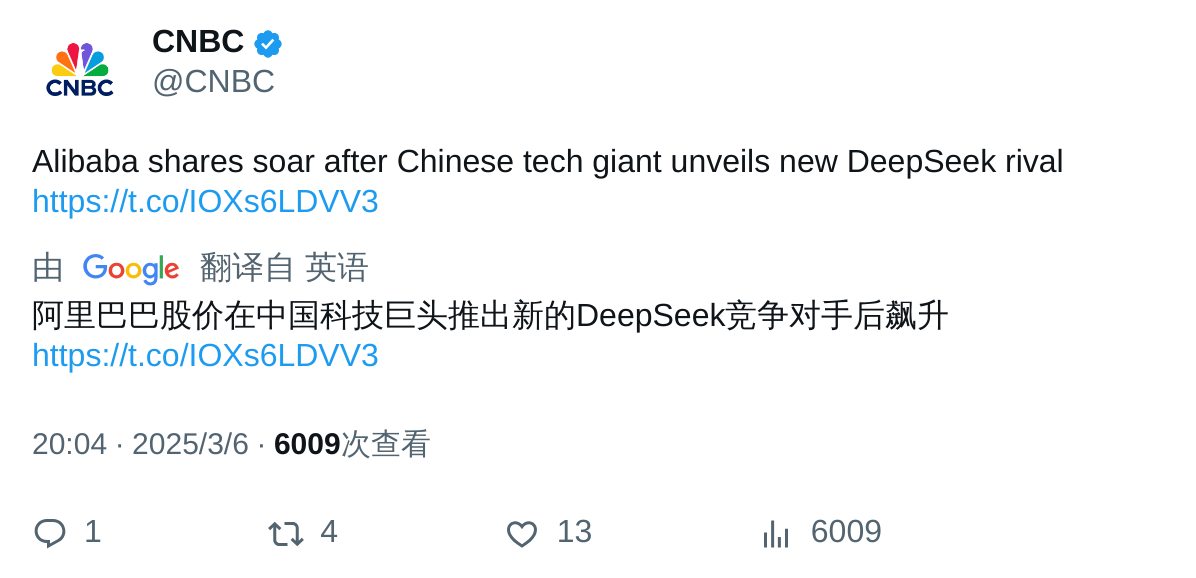 CNBC
CNBC
@CNBC
Alibaba shares soar after Chinese tech giant unveils new DeepSeek rival
https://t.co/IOXs6LDVV3
由 Google 翻译自 英语
阿里巴巴股价在中国科技巨头推出新的DeepSeek竞争对手后飙升
https://t.co/IOXs6LDVV3
20:04 · 2025/3/6 · 6009次查看
1 4 13 6009